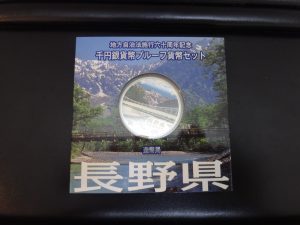 地方自治法施行六十周年記念
千円銀貨幣プルーフ貨幣セット
造幣局
長野県